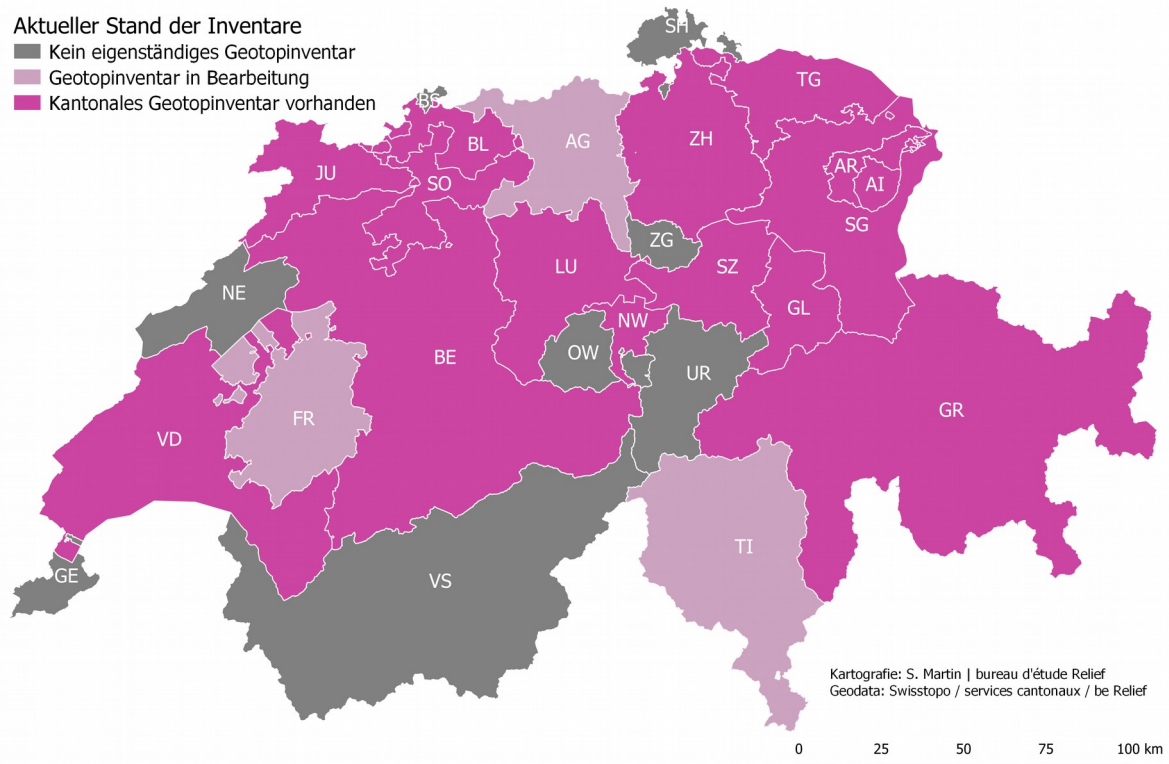 Aktueller Stand der Inventare
Kein eigenständiges Geotopinventar
Geotopinventar in Bearbeitung
Kantonales Geotopinventar vorhanden
SH
TG
BS
BL
AG
ZH
JU
SO
AR
AI
SG
ZG
LU
SZ
NE
GL
NW
OW
BE
UR
GR
FR
VD
TI
GE
VS
Kartografie: S. Martin | bureau d'étude Relief
Geodata: Swisstopo / services cantonaux / be Relief
0 25 50 75 100 km